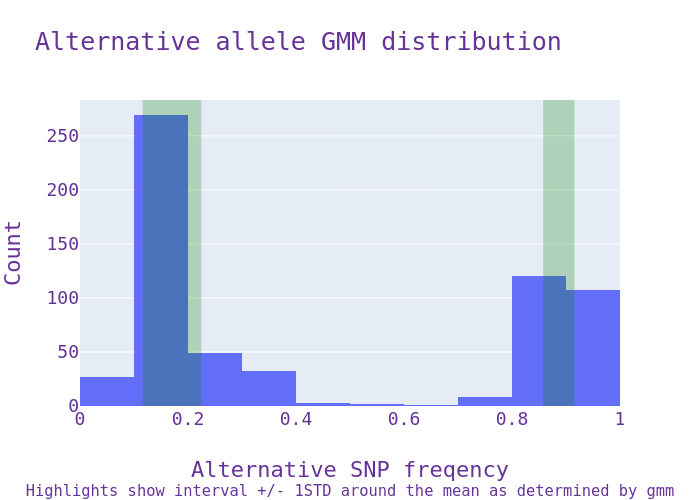 Alternative allele GMM distribution
Count
250
200
150
100
50
0
0 0.2 0.4 0.6 0.8 1
Alternative SNP freqency
Highlights show interval +/- 1STD around the mean as determined by gmm